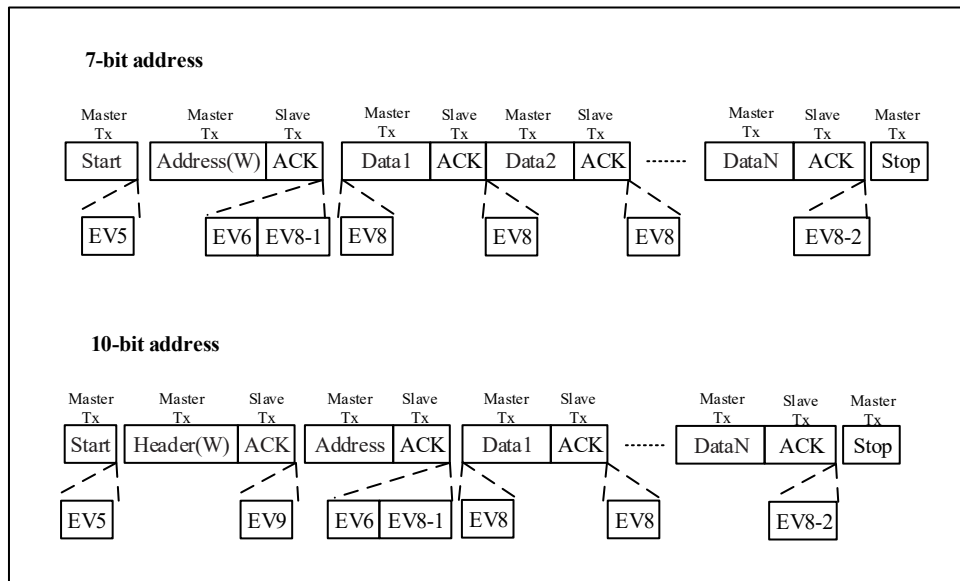 7-bit address
Master Tx Master Tx Slave Tx Master Tx Slave Tx Master Tx Slave Tx Master Tx Slave Tx Master Tx
Start Address(W) ACK Data1 ACK Data2 ACK ........ DataN ACK Stop
EV5 EV6 EV8-1 EV8 EV8 EV8 EV8-2
10-bit address
Master Tx Master Tx Slave Tx Master Tx Slave Tx Master Tx Slave Tx Master Tx Slave Tx Master Tx
Start Header(W) ACK Address ACK Data1 ACK ........ DataN ACK Stop
EV5 EV9 EV6 EV8-1 EV8 EV8 EV8-2